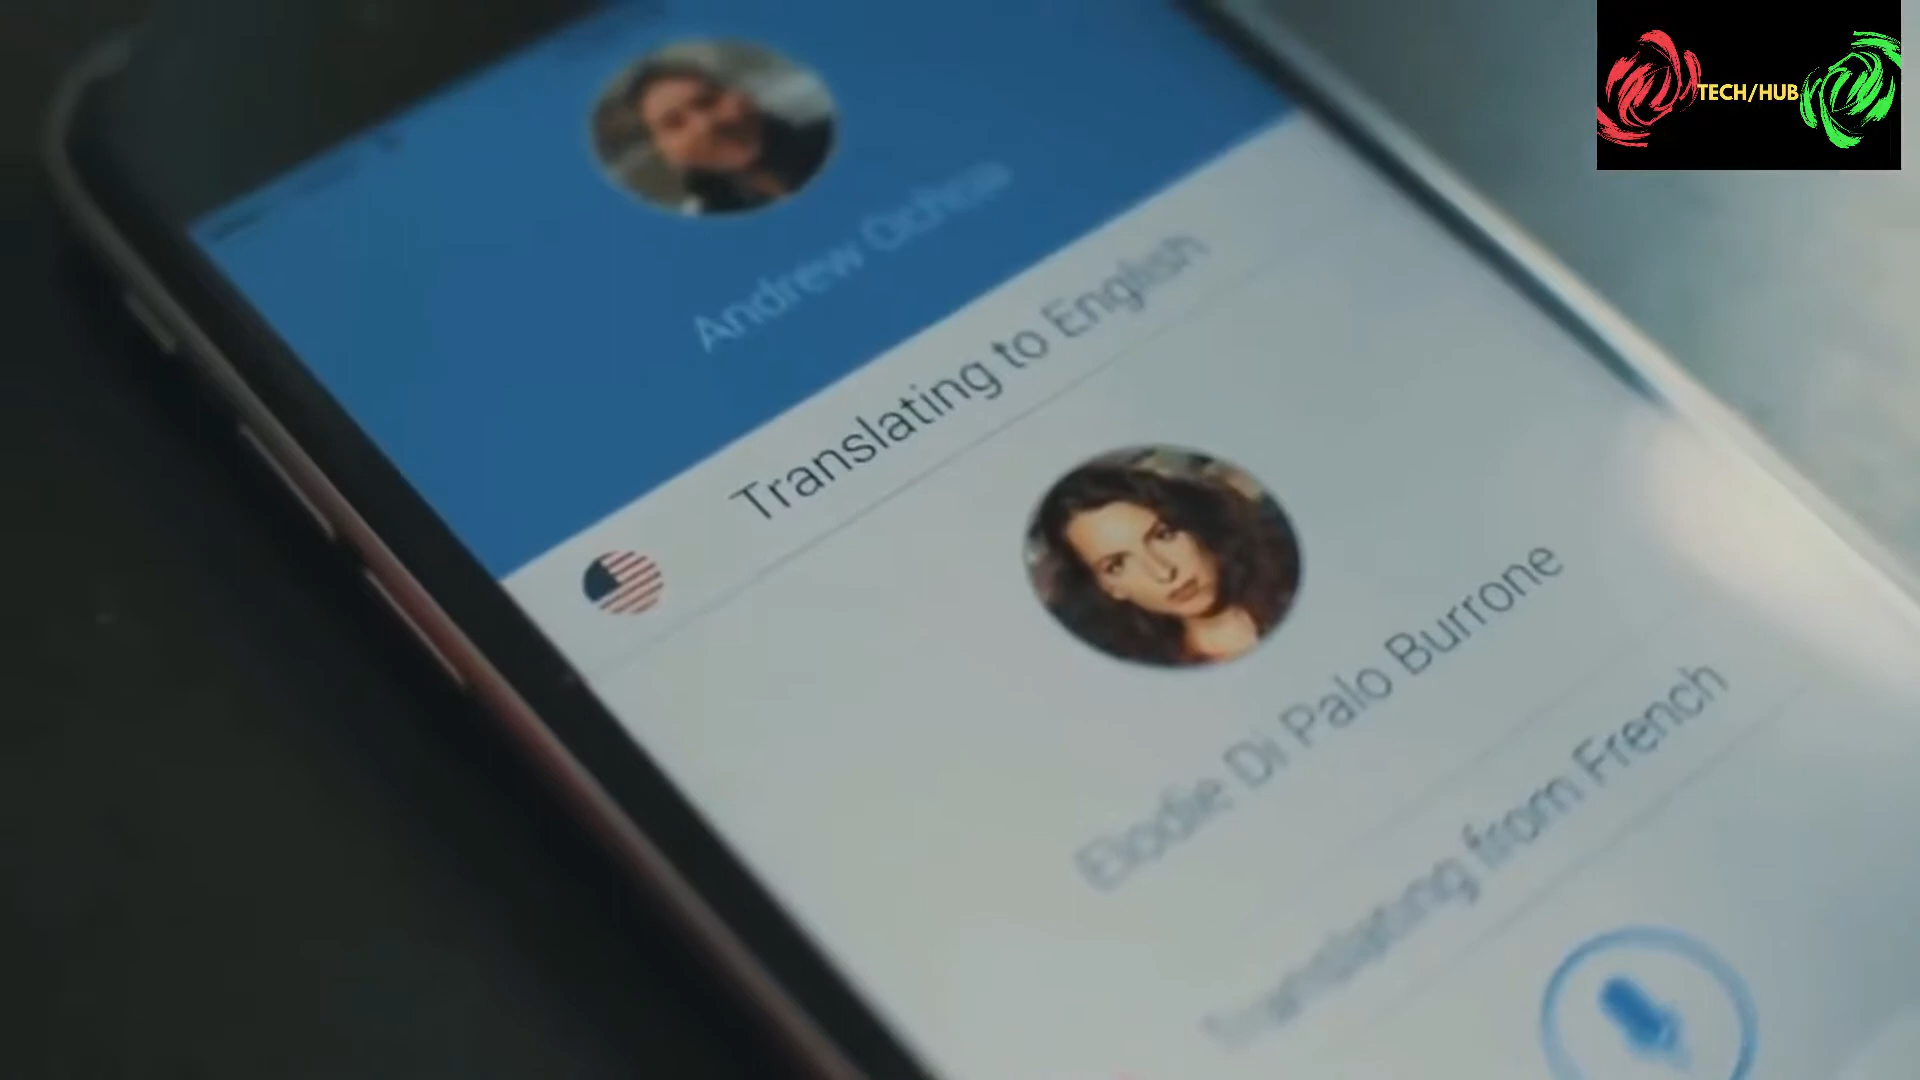 TECH/HUB
Andrew Ochoa
Translating to English
Elodie Di Palo Burrone
Translating from French